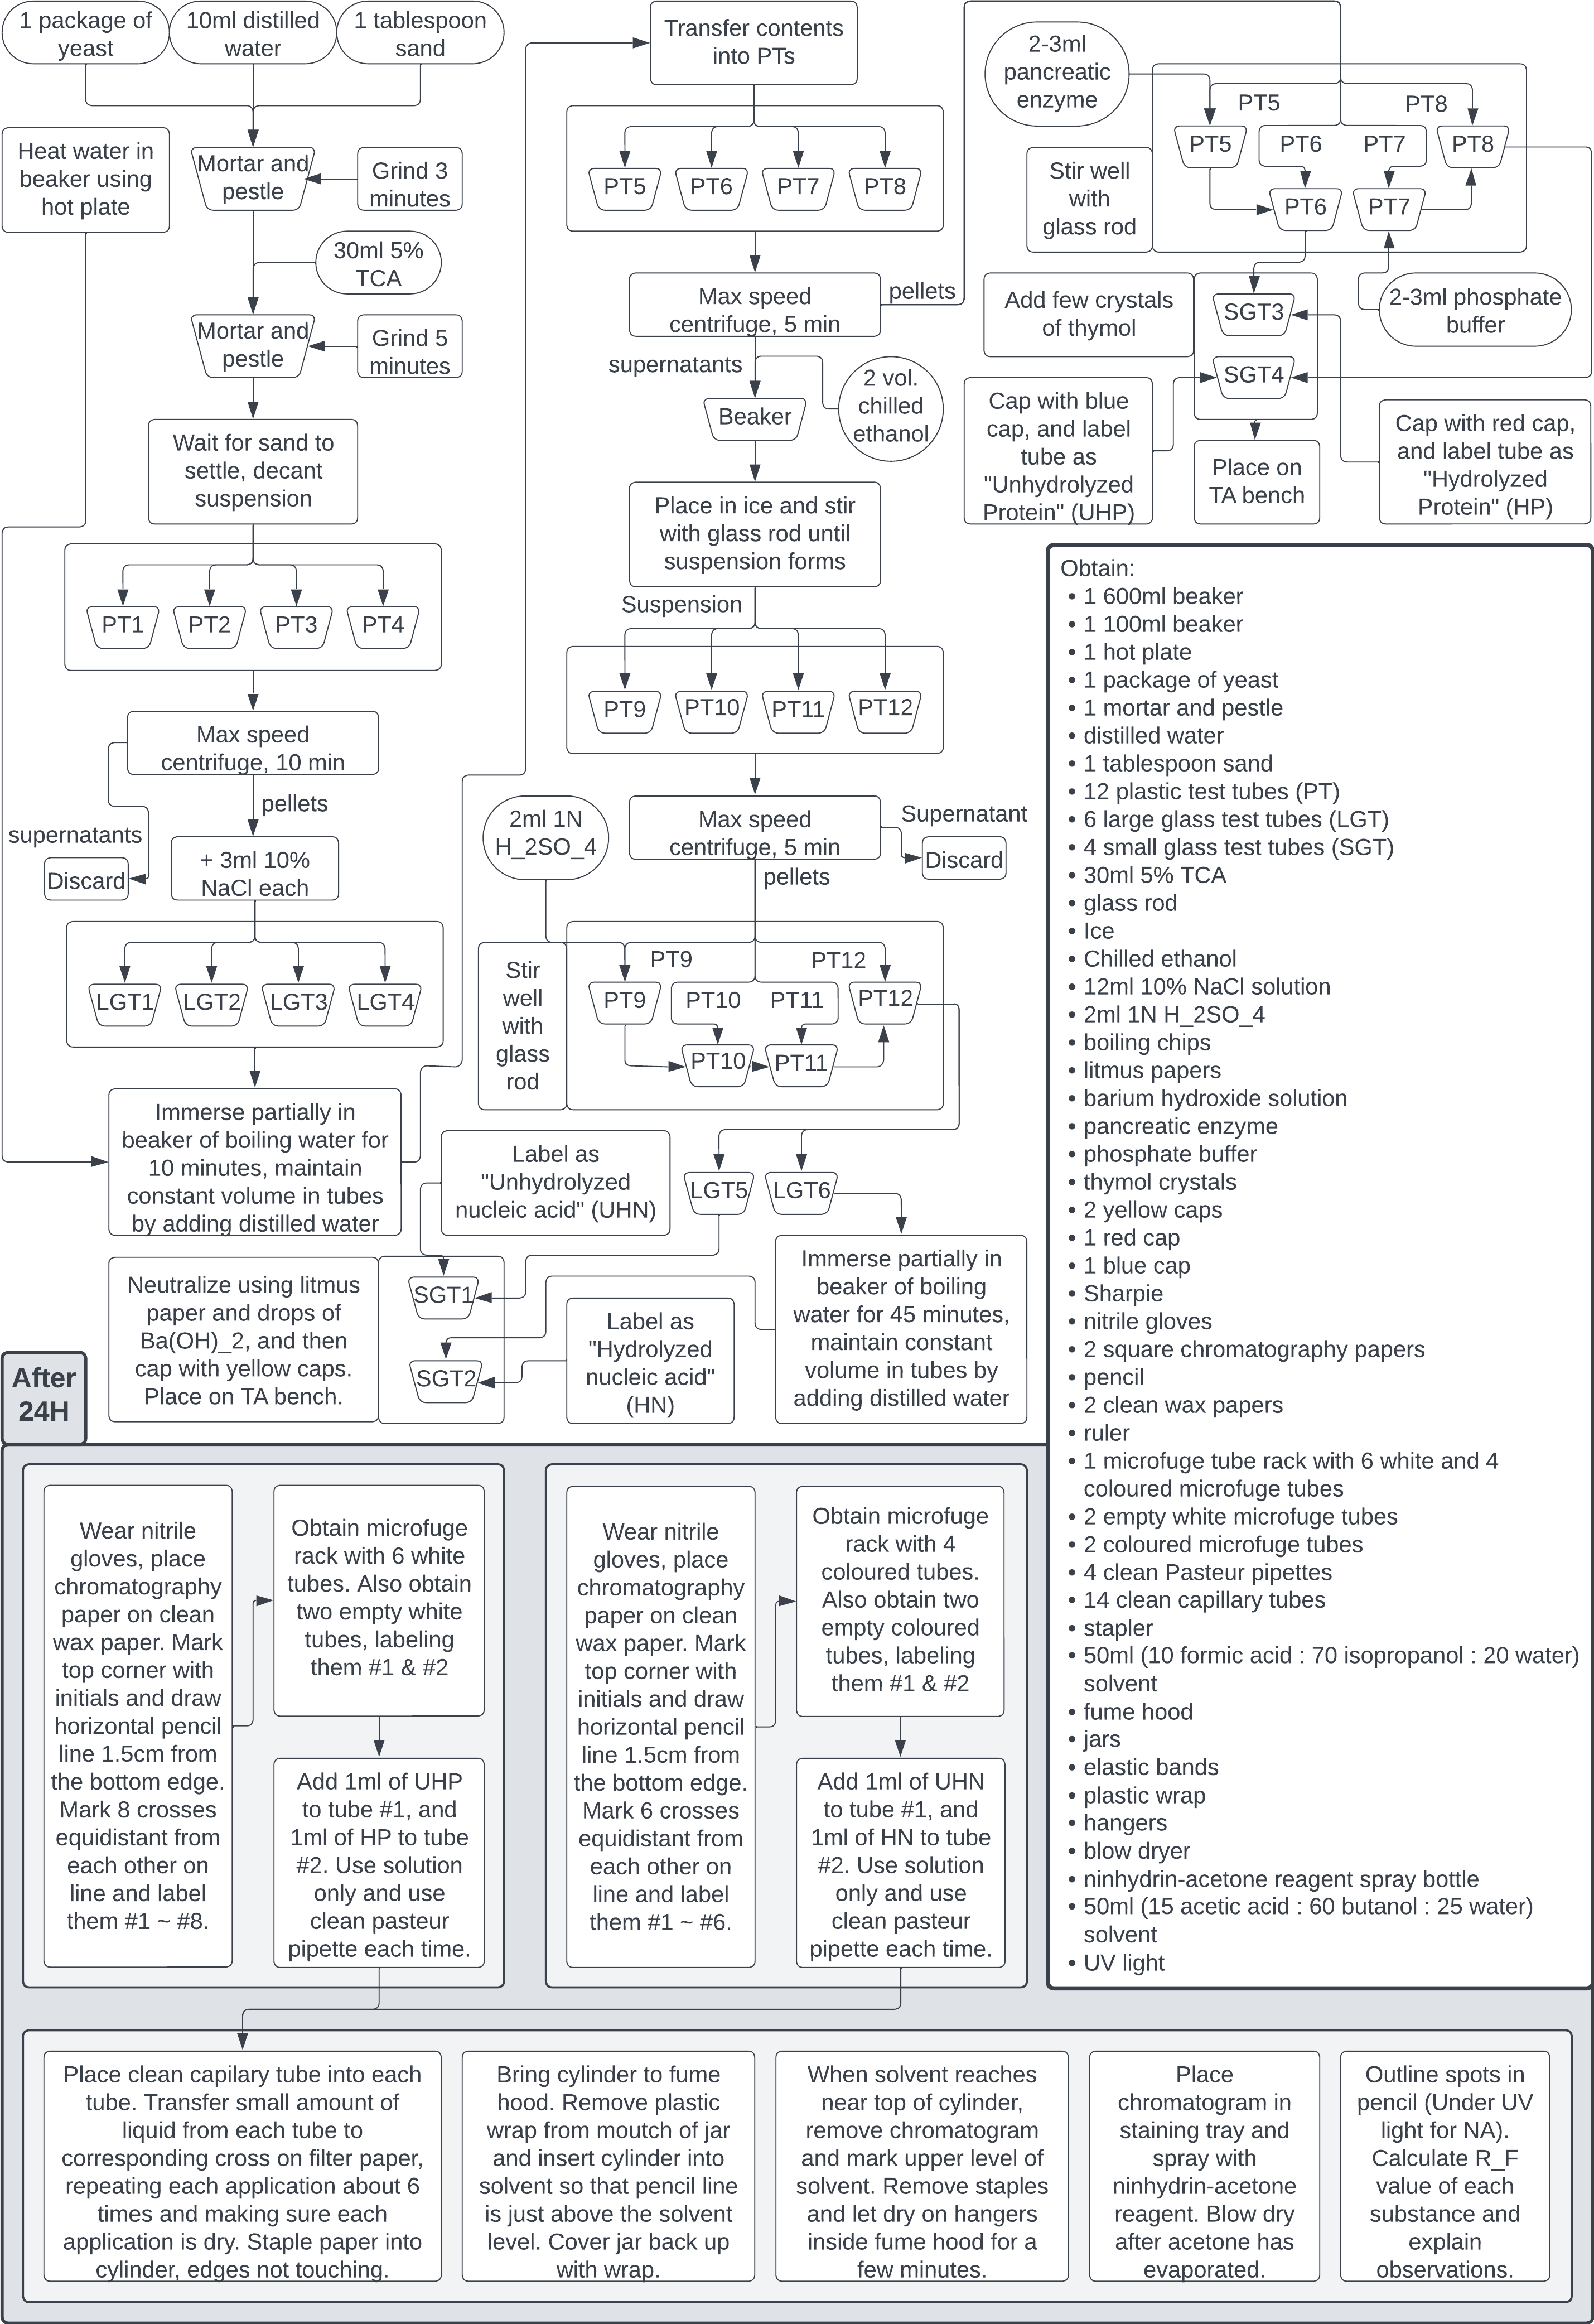 1 package of
yeast
10ml distilled
water
1 tablespoon
sand
Heat water in
beaker using
hot plate
Mortar and
pestle
Grind 3
minutes
30ml 5%
TCA
Mortar and
pestle
Grind 5
minutes
Wait for sand to
settle, decant
suspension
PT1
PT2
PT3
PT4
Max speed
centrifuge, 10 min
pellets
supernatants
Discard
+ 3ml 10%
NaCl each
LGT1
LGT2
LGT3
LGT4
Immerse partially in
beaker of boiling water for
10 minutes, maintain
constant volume in tubes
by adding distilled water
Transfer contents
into PTs
PT5
PT6
PT7
PT8
Max speed
centrifuge, 5 min
pellets
supernatants
2 vol.
chilled
ethanol
Beaker
Place in ice and stir
with glass rod until
suspension forms
Suspension
PT9
PT10
PT11
PT12
Max speed
centrifuge, 5 min
Supernatant
Discard
pellets
2ml 1N
H_2SO_4
Stir
well
with
glass
rod
PT9
PT12
PT9
PT10
PT11
PT12
PT10
PT11
LGT5
LGT6
Label as
"Unhydrolyzed
nucleic acid" (UHN)
Immerse partially in
beaker of boiling
water for 45 minutes,
maintain constant
volume in tubes by
adding distilled water
Neutralize using litmus
paper and drops of
Ba(OH)_2, and then
cap with yellow caps.
Place on TA bench.
SGT1
SGT2
Label as
"Hydrolyzed
nucleic acid"
(HN)
2-3ml
pancreatic
enzyme
PT5
PT8
PT5
PT6
PT7
PT8
PT6
PT7
Stir well
with
glass rod
2-3ml phosphate
buffer
Add few crystals
of thymol
SGT3
SGT4
Cap with blue
cap, and label
tube as
"Unhydrolyzed
Protein" (UHP)
Place on
TA bench
Cap with red cap,
and label tube as
"Hydrolyzed
Protein" (HP)
Obtain:
• 1 600ml beaker
• 1 100ml beaker
• 1 hot plate
• 1 package of yeast
• 1 mortar and pestle
• distilled water
• 1 tablespoon sand
• 12 plastic test tubes (PT)
• 6 large glass test tubes (LGT)
• 4 small glass test tubes (SGT)
• 30ml 5% TCA
• glass rod
• Ice
• Chilled ethanol
• 12ml 10% NaCl solution
• 2ml 1N H_2SO_4
• boiling chips
• litmus papers
• barium hydroxide solution
• pancreatic enzyme
• phosphate buffer
• thymol crystals
• 2 yellow caps
• 1 red cap
• 1 blue cap
• Sharpie
• nitrile gloves
• 2 square chromatography papers
• pencil
• 2 clean wax papers
• ruler
• 1 microfuge tube rack with 6 white and 4
coloured microfuge tubes
• 2 empty white microfuge tubes
• 2 coloured microfuge tubes
• 4 clean Pasteur pipettes
• 14 clean capillary tubes
• stapler
• 50ml (10 formic acid : 70 isopropanol : 20 water)
solvent
• fume hood
• jars
• elastic bands
• plastic wrap
• hangers
• blow dryer
• ninhydrin-acetone reagent spray bottle
• 50ml (15 acetic acid : 60 butanol : 25 water)
solvent
• UV light
After
24H
Wear nitrile
gloves, place
chromatography
paper on clean
wax paper. Mark
top corner with
initials and draw
horizontal pencil
line 1.5cm from
the bottom edge.
Mark 8 crosses
equidistant from
each other on
line and label
them #1 ~ #8.
Obtain microfuge
rack with 6 white
tubes. Also obtain
two empty white
tubes, labeling
them #1 & #2
Add 1ml of UHP
to tube #1, and
1ml of HP to tube
#2. Use solution
only and use
clean pasteur
pipette each time.
Wear nitrile
gloves, place
chromatography
paper on clean
wax paper. Mark
top corner with
initials and draw
horizontal pencil
line 1.5cm from
the bottom edge.
Mark 6 crosses
equidistant from
each other on
line and label
them #1 ~ #6.
Obtain microfuge
rack with 4
coloured tubes.
Also obtain two
empty coloured
tubes, labeling
them #1 & #2
Add 1ml of UHN
to tube #1, and
1ml of HN to tube
#2. Use solution
only and use
clean pasteur
pipette each time.
Place clean capilary tube into each
tube. Transfer small amount of
liquid from each tube to
corresponding cross on filter paper,
repeating each application about 6
times and making sure each
application is dry. Staple paper into
cylinder, edges not touching.
Bring cylinder to fume
hood. Remove plastic
wrap from moutch of jar
and insert cylinder into
solvent so that pencil line
is just above the solvent
level. Cover jar back up
with wrap.
When solvent reaches
near top of cylinder,
remove chromatogram
and mark upper level of
solvent. Remove staples
and let dry on hangers
inside fume hood for a
few minutes.
Place
chromatogram in
staining tray and
spray with
ninhydrin-acetone
reagent. Blow dry
after acetone has
evaporated.
Outline spots in
pencil (Under UV
light for NA).
Calculate R_F
value of each
substance and
explain
observations.